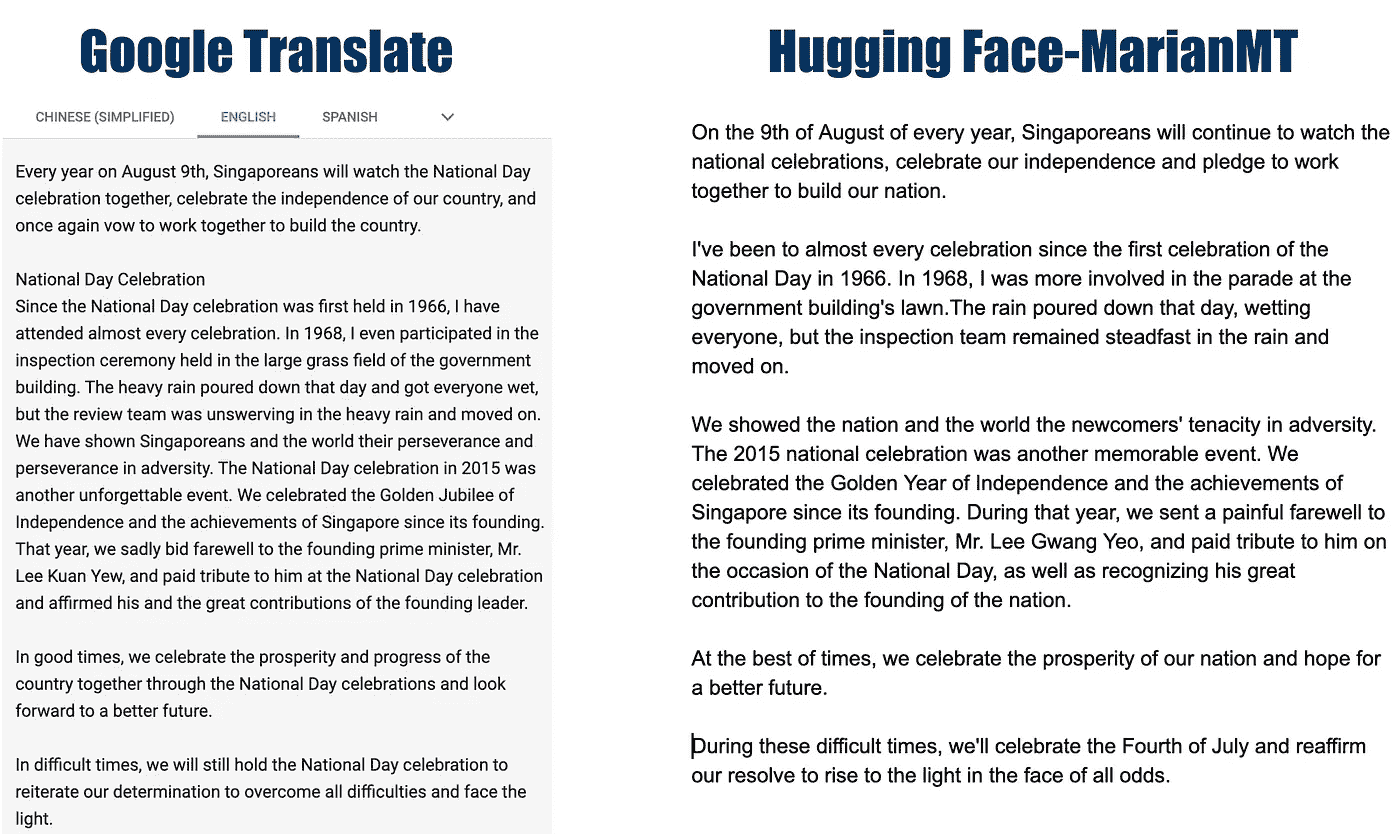 Google Translate
CHINESE (SIMPLIFIED) ENGLISH SPANISH
Every year on August 9th, Singaporeans will watch the National Day
celebration together, celebrate the independence of our country, and
once again vow to work together to build the country.
National Day Celebration
Since the National Day celebration was first held in 1966, I have
attended almost every celebration. In 1968, I even participated in the
inspection ceremony held in the large grass field of the government
building. The heavy rain poured down that day and got everyone wet,
but the review team was unswerving in the heavy rain and moved on.
We have shown Singaporeans and the world their perseverance and
perseverance in adversity. The National Day celebration in 2015 was
another unforgettable event. We celebrated the Golden Jubilee of
Independence and the achievements of Singapore since its founding.
That year, we sadly bid farewell to the founding prime minister, Mr.
Lee Kuan Yew, and paid tribute to him at the National Day celebration
and affirmed his and the great contributions of the founding leader.
In good times, we celebrate the prosperity and progress of the
country together through the National Day celebrations and look
forward to a better future.
In difficult times, we will still hold the National Day celebration to
reiterate our determination to overcome all difficulties and face the
light.
Hugging Face-MarianMT
On the 9th of August of every year, Singaporeans will continue to watch the
national celebrations, celebrate our independence and pledge to work
together to build our nation.
I've been to almost every celebration since the first celebration of the
National Day in 1966. In 1968, I was more involved in the parade at the
government building's lawn.The rain poured down that day, wetting
everyone, but the inspection team remained steadfast in the rain and
moved on.
We showed the nation and the world the newcomers' tenacity in adversity.
The 2015 national celebration was another memorable event. We
celebrated the Golden Year of Independence and the achievements of
Singapore since its founding. During that year, we sent a painful farewell to
the founding prime minister, Mr. Lee Gwang Yeo, and paid tribute to him on
the occasion of the National Day, as well as recognizing his great
contribution to the founding of the nation.
At the best of times, we celebrate the prosperity of our nation and hope for
a better future.
During these difficult times, we'll celebrate the Fourth of July and reaffirm
our resolve to rise to the light in the face of all odds.